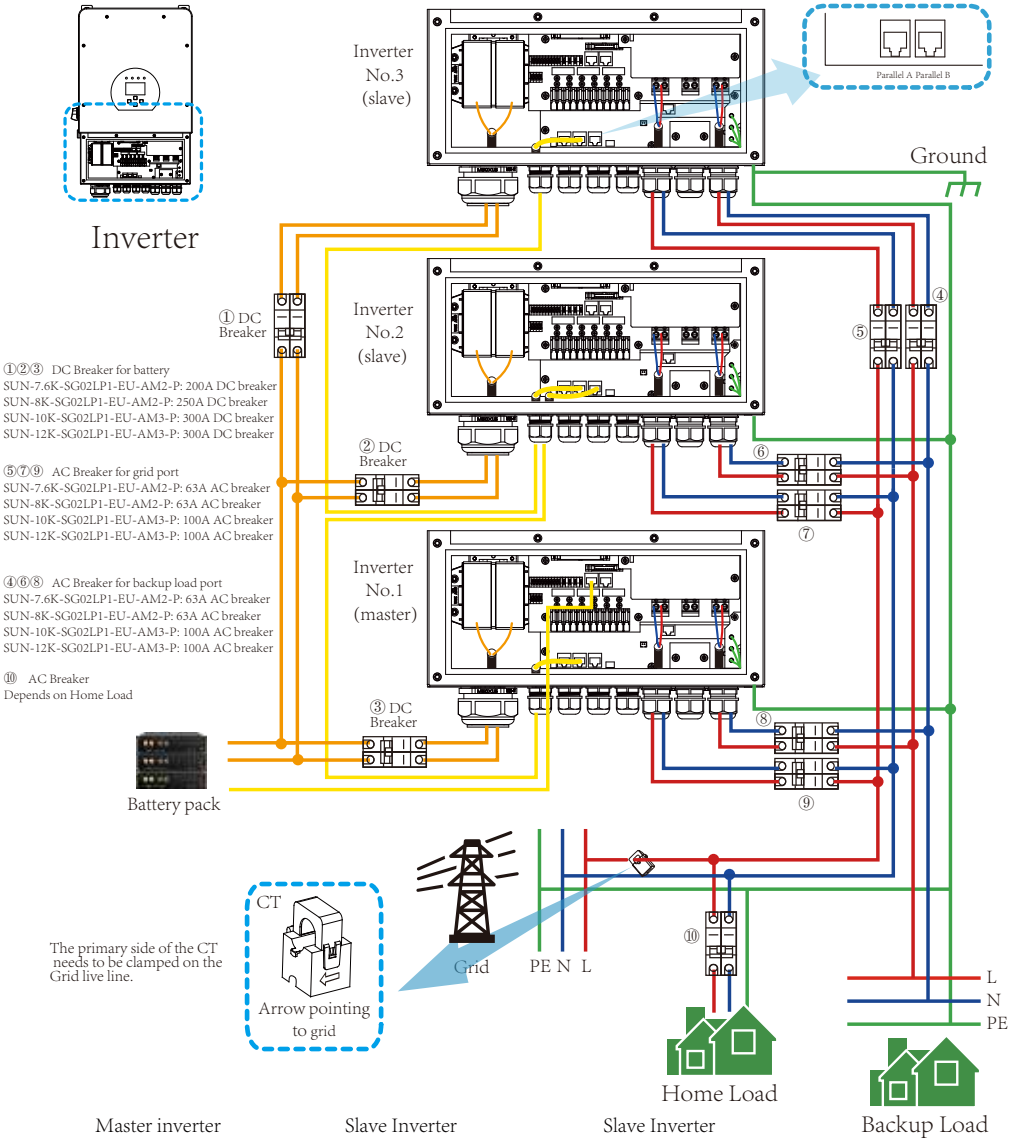 Inverter
No.3
(slave)
Parallel A Parallel B
Ground
Inverter
① DC
Breaker
Inverter
No.2
(slave)
④
⑤
①②③ DC Breaker for battery
SUN-7.6K-SG02LP1-EU-AM2-P: 200A DC breaker
SUN-8K-SG02LP1-EU-AM2-P: 250A DC breaker
SUN-10K-SG02LP1-EU-AM3-P: 300A DC breaker
SUN-12K-SG02LP1-EU-AM3-P: 300A DC breaker
② DC
Breaker
⑥
⑦
⑤⑦⑨ AC Breaker for grid port
SUN-7.6K-SG02LP1-EU-AM2-P: 63A AC breaker
SUN-8K-SG02LP1-EU-AM2-P: 63A AC breaker
SUN-10K-SG02LP1-EU-AM3-P: 100A AC breaker
SUN-12K-SG02LP1-EU-AM3-P: 100A AC breaker
Inverter
No.1
(master)
④⑥⑧ AC Breaker for backup load port
SUN-7.6K-SG02LP1-EU-AM2-P: 63A AC breaker
SUN-8K-SG02LP1-EU-AM2-P: 63A AC breaker
SUN-10K-SG02LP1-EU-AM3-P: 100A AC breaker
SUN-12K-SG02LP1-EU-AM3-P: 100A AC breaker
⑩ AC Breaker
Depends on Home Load
③ DC
Breaker
⑧
⑨
Battery pack
CT
The primary side of the CT
needs to be clamped on the
Grid live line.
Arrow pointing
to grid
Grid
PE N L
⑩
L
N
PE
Home Load
Backup Load
Master inverter
Slave Inverter
Slave Inverter